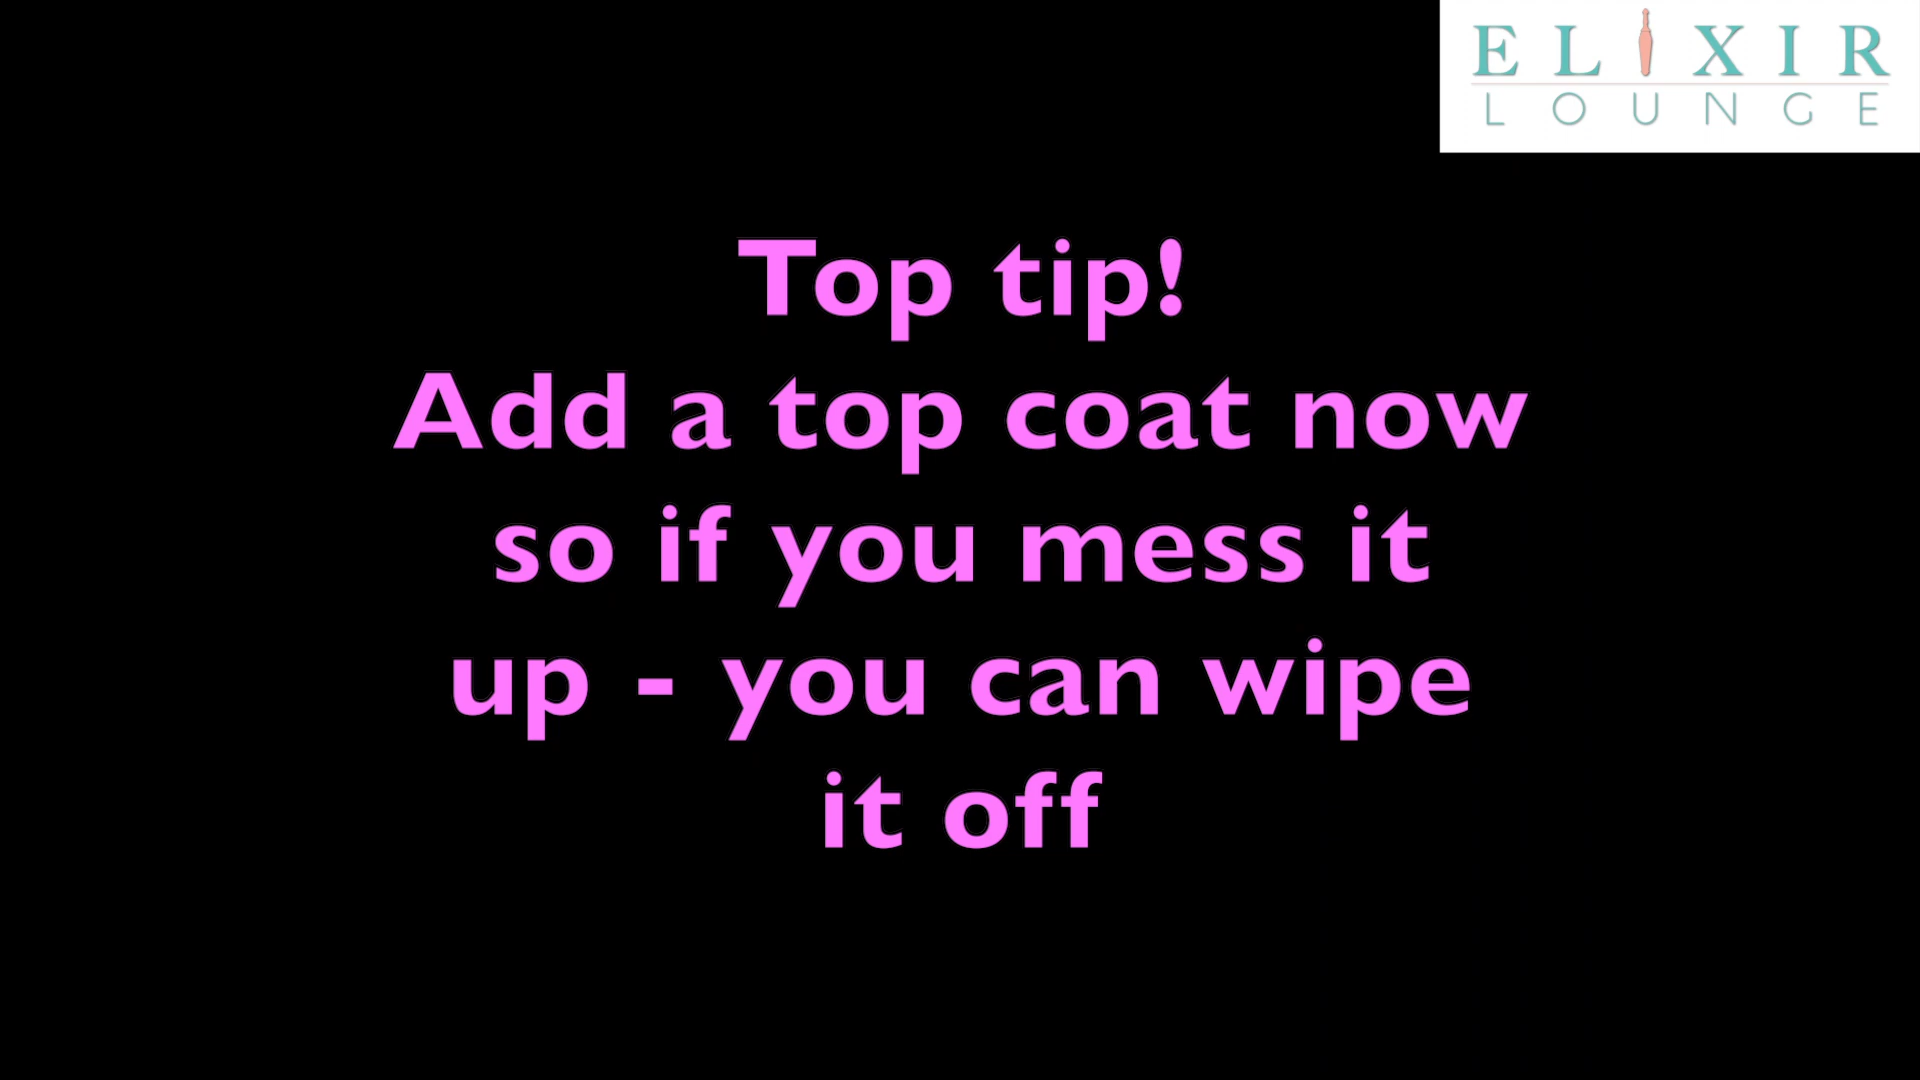 ELIXIR
LOUNGE
Top tip!
Add a top coat now
so if you mess it
up - you can wipe
it off